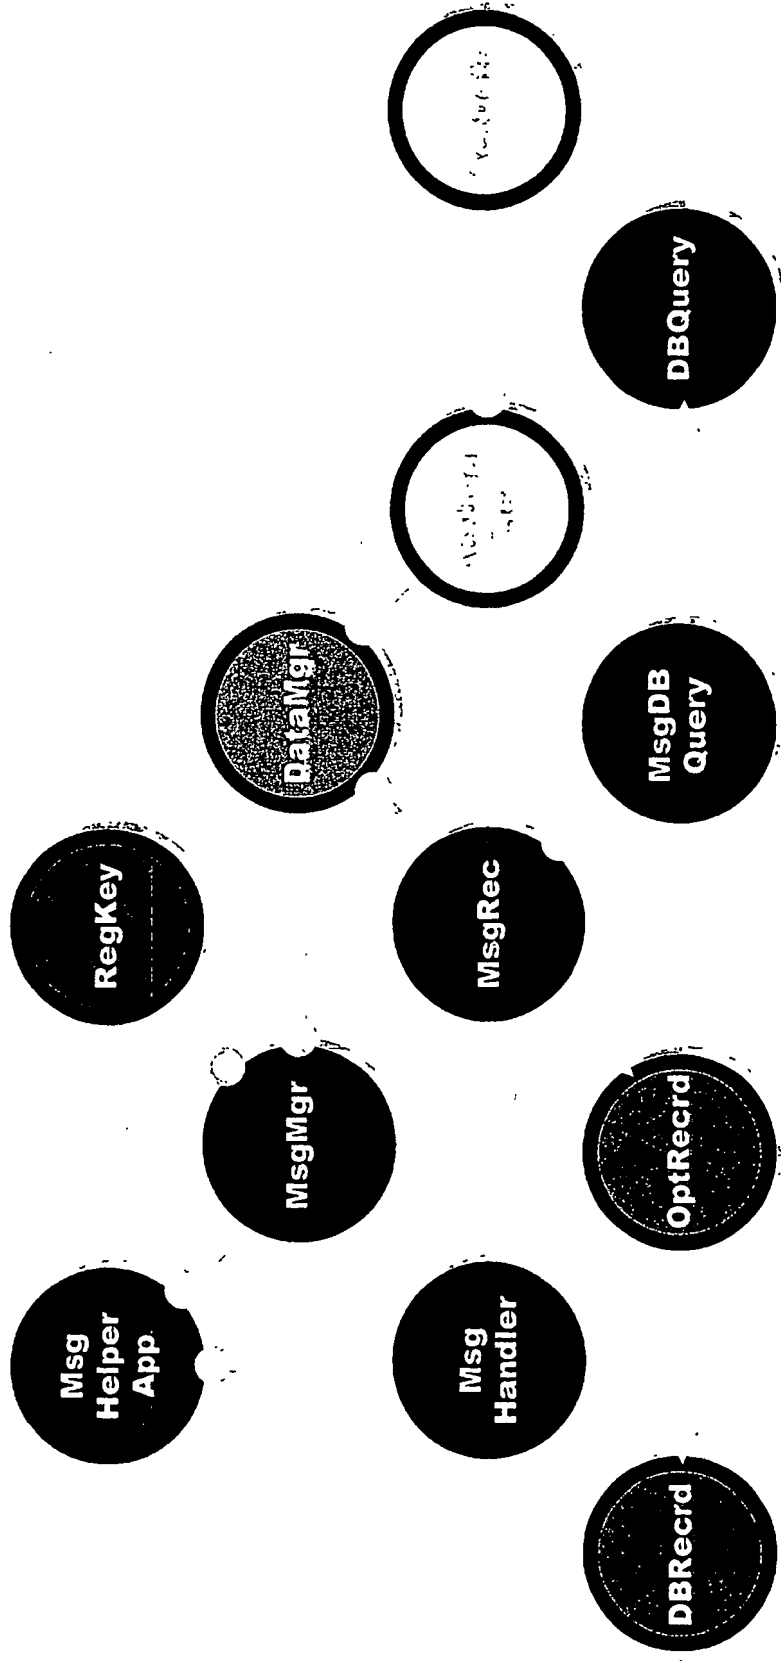 Msg
Helper
App
RegKey
MsgMgr
DataMgr
Msg
Handler
MsgRec
DBRecrd
OptRecrd
MsgDB
Query
DBQuery